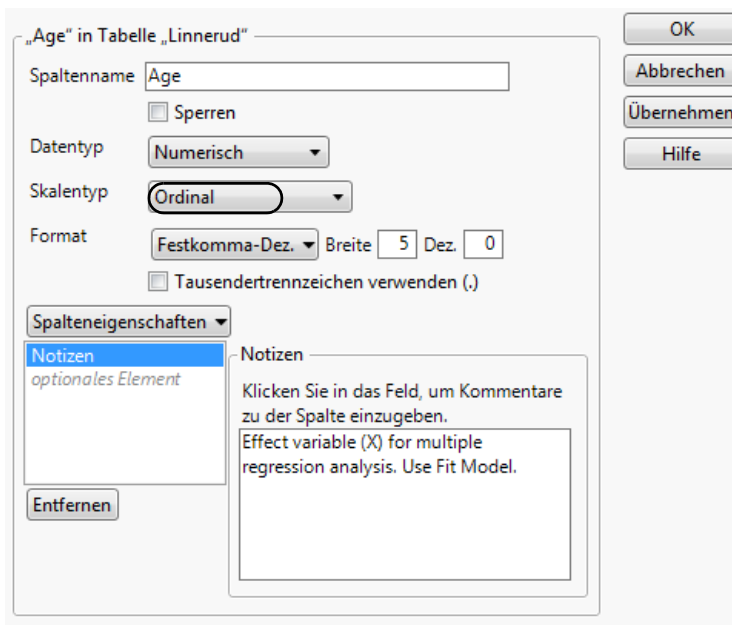 „Age“ in Tabelle „Linnerud“
Spaltenname Age
Sperren
Datentyp Numerisch
Skalentyp Ordinal
Format Festkomma-Dez. Breite 5 Dez. 0
Tausendertrennzeichen verwenden (.)
Spalteneigenschaften
Notizen
optionales Element
Entfernen
Notizen
Klicken Sie in das Feld, um Kommentare
zu der Spalte einzugeben.
Effect variable (X) for multiple
regression analysis. Use Fit Model.
OK
Abbrechen
Übernehmen
Hilfe